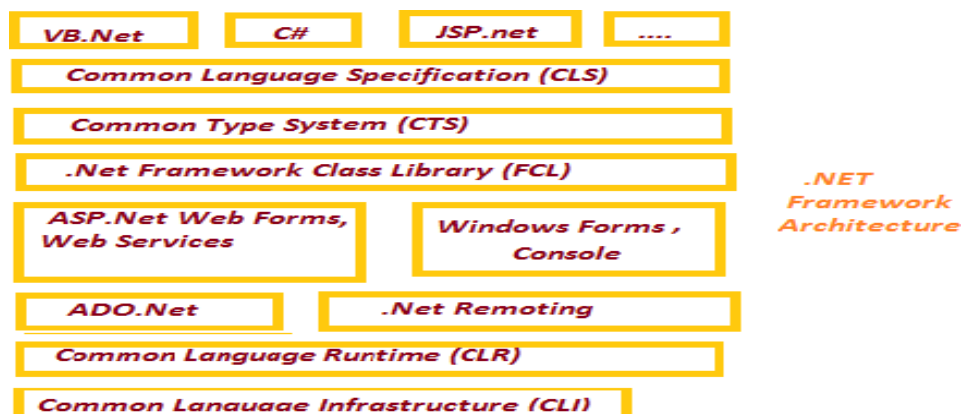 VB.Net
C#
JSP.net
....
Common Language Specification (CLS)
Common Type System (CTS)
.Net Framework Class Library (FCL)
ASP.Net Web Forms,
Web Services
Windows Forms ,
Console
ADO.Net
.Net Remoting
Common Language Runtime (CLR)
Common Language Infrastructure (CLI)
.NET
Framework
Architecture